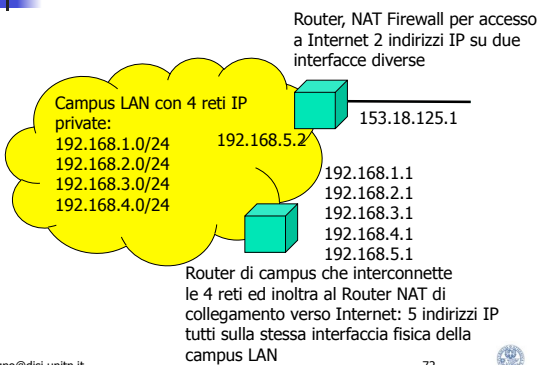 Router, NAT Firewall per accesso
a Internet 2 indirizzi IP su due
interfacce diverse
Campus LAN con 4 reti IP
private:
192.168.1.0/24
192.168.2.0/24
192.168.3.0/24
192.168.4.0/24
192.168.5.2
153.18.125.1
192.168.1.1
192.168.2.1
192.168.3.1
192.168.4.1
192.168.5.1
Router di campus che interconnette
le 4 reti ed inoltra al Router NAT di
collegamento verso Internet: 5 indirizzi IP
tutti sulla stessa interfaccia fisica della
campus LAN